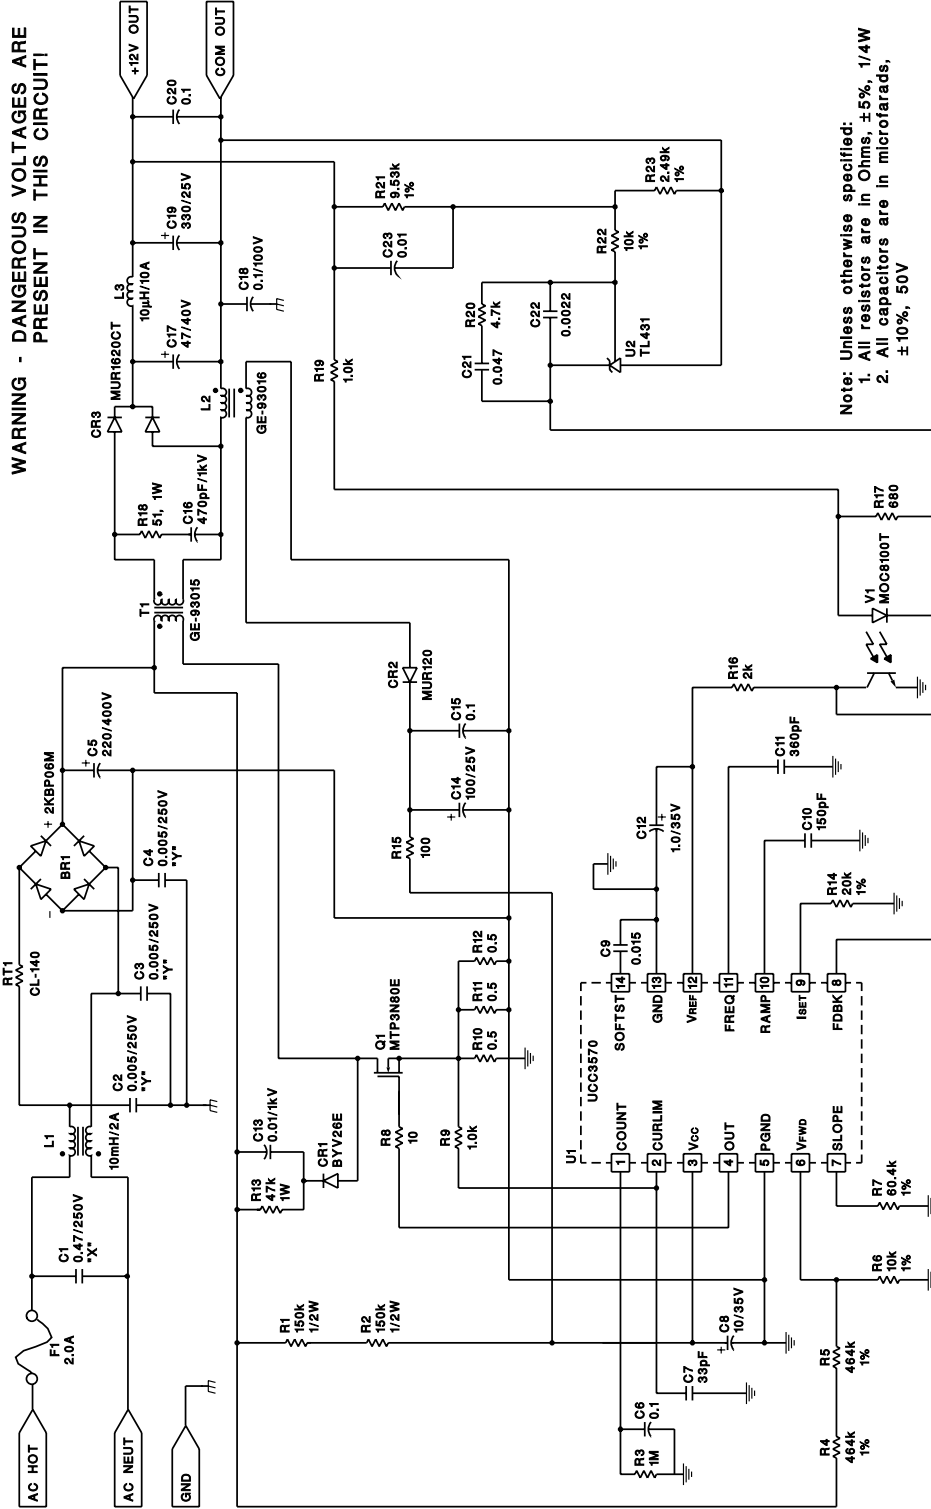 WARNING - DANGEROUS VOLTAGES ARE
PRESENT IN THIS CIRCUIT!
AC HOT
AC NEUT
GND
F1
2.0A
C1
0.47/250V
"X"
L1
10mH/2A
C2
0.005/250V
"Y"
C3
0.005/250V
"Y"
C4
0.005/250V
"Y"
RT1
CL-140
BR1
+
-
2KBP06M
+
C5
220/400V
T1
GE-93015
R18
51, 1W
C16
470pF/1kV
CR3
MUR1620CT
L2
GE-93016
+
C17
47/40V
L3
10µH/10A
C18
0.1/100V
+
C19
330/25V
C20
0.1
+12V OUT
COM OUT
R1
150k
1/2W
R2
150k
1/2W
R13
47k
1W
C13
0.01/1kV
CR1
BYV26E
Q1
MTP3N80E
R8
10
R9
1.0k
R10
0.5
R11
0.5
R12
0.5
R15
100
+
C14
100/25V
C15
0.1
CR2
MUR120
R19
1.0k
R21
9.53k
1%
C23
0.01
R20
4.7k
C21
0.047
C22
0.0022
R22
10k
1%
R23
2.49k
1%
U2
TL431
R3
1M
C6
0.1
C7
33pF
+
C8
10/35V
R4
464k
1%
R5
464k
1%
R6
10k
1%
R7
60.4k
1%
U1
UCC3570
1
COUNT
2
CURLIM
3
VCC
4
OUT
5
PGND
6
VFWD
7
SLOPE
14
SOFTST
13
GND
12
VREF
11
FREQ
10
RAMP
9
ISET
8
FDBK
C9
0.015
C12
1.0/35V
+
R16
2k
C11
360pF
C10
150pF
R14
20k
1%
V1
MOC8100T
R17
680
Note: Unless otherwise specified:
1. All resistors are in Ohms, ±5%, 1/4W
2. All capacitors are in microfarads,
±10%, 50V